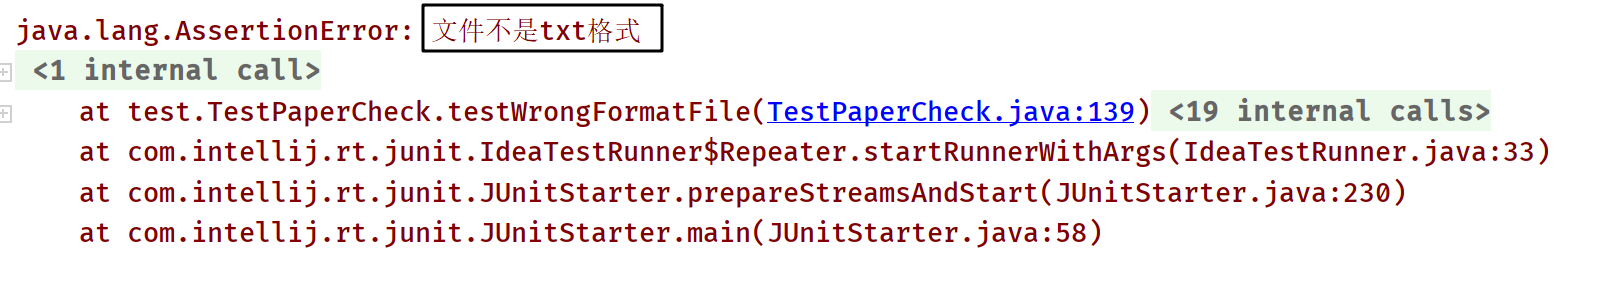 java.lang.AssertionError: 文件不是txt格式
<1 internal call>
at test.TestPaperCheck.testWrongFormatFile(TestPaperCheck.java:139) <19 internal calls>
at com.intellij.rt.junit.IdeaTestRunner$Repeater.startRunnerWithArgs(IdeaTestRunner.java:33)
at com.intellij.rt.junit.JUnitStarter.prepareStreamsAndStart(JUnitStarter.java:230)
at com.intellij.rt.junit.JUnitStarter.main(JUnitStarter.java:58)